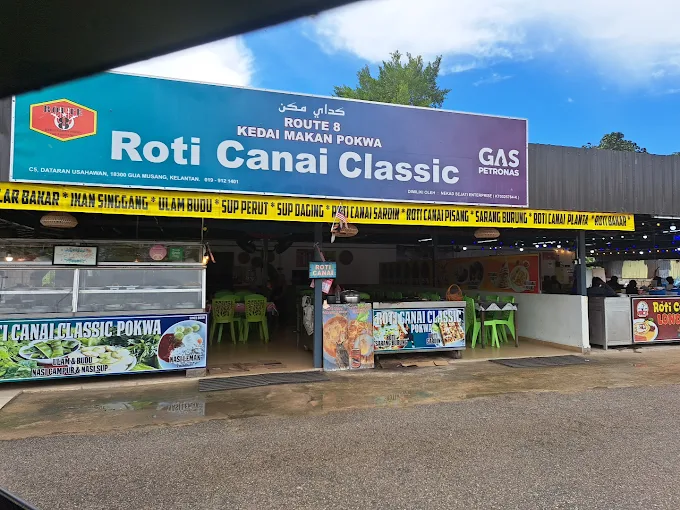 كداي مكن
ROUTE 8
KEDAI MAKAN POKWA
Roti Canai Classic
C5, DATARAN USAHAWAN, 18300 GUA MUSANG, KELANTAN.
GAS
PETRONAS
LAR BAKAR * IKAN SINGGANG * ULAM BUDU * SUP PERUT * SUP DAGING * ROTI CANAI SARDIN * ROTI CANAI PISANG * SARANG BURUNG * ROTI CANAI PLANTA * ROTI BAKAR *
ROTI
CANAI
TI CANAI CLASSIC POKWA
ULAM & BUDU
NASI CAMPUR & NASI SUP
NASI LEMAK
ROTI CANAI CLASSIC
POKWA
Roti Canai